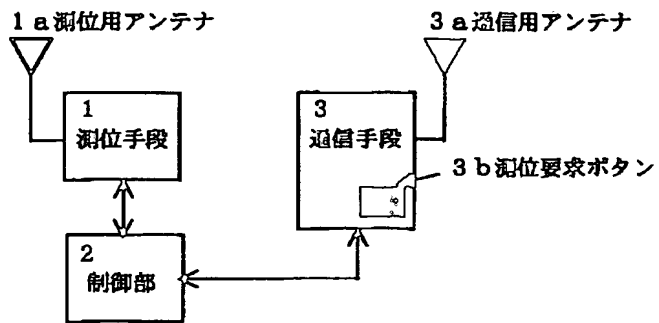 1a測位用アンテナ
3a通信用アンテナ
1
測位手段
3
通信手段
3b測位要求ボタン
2
制御部